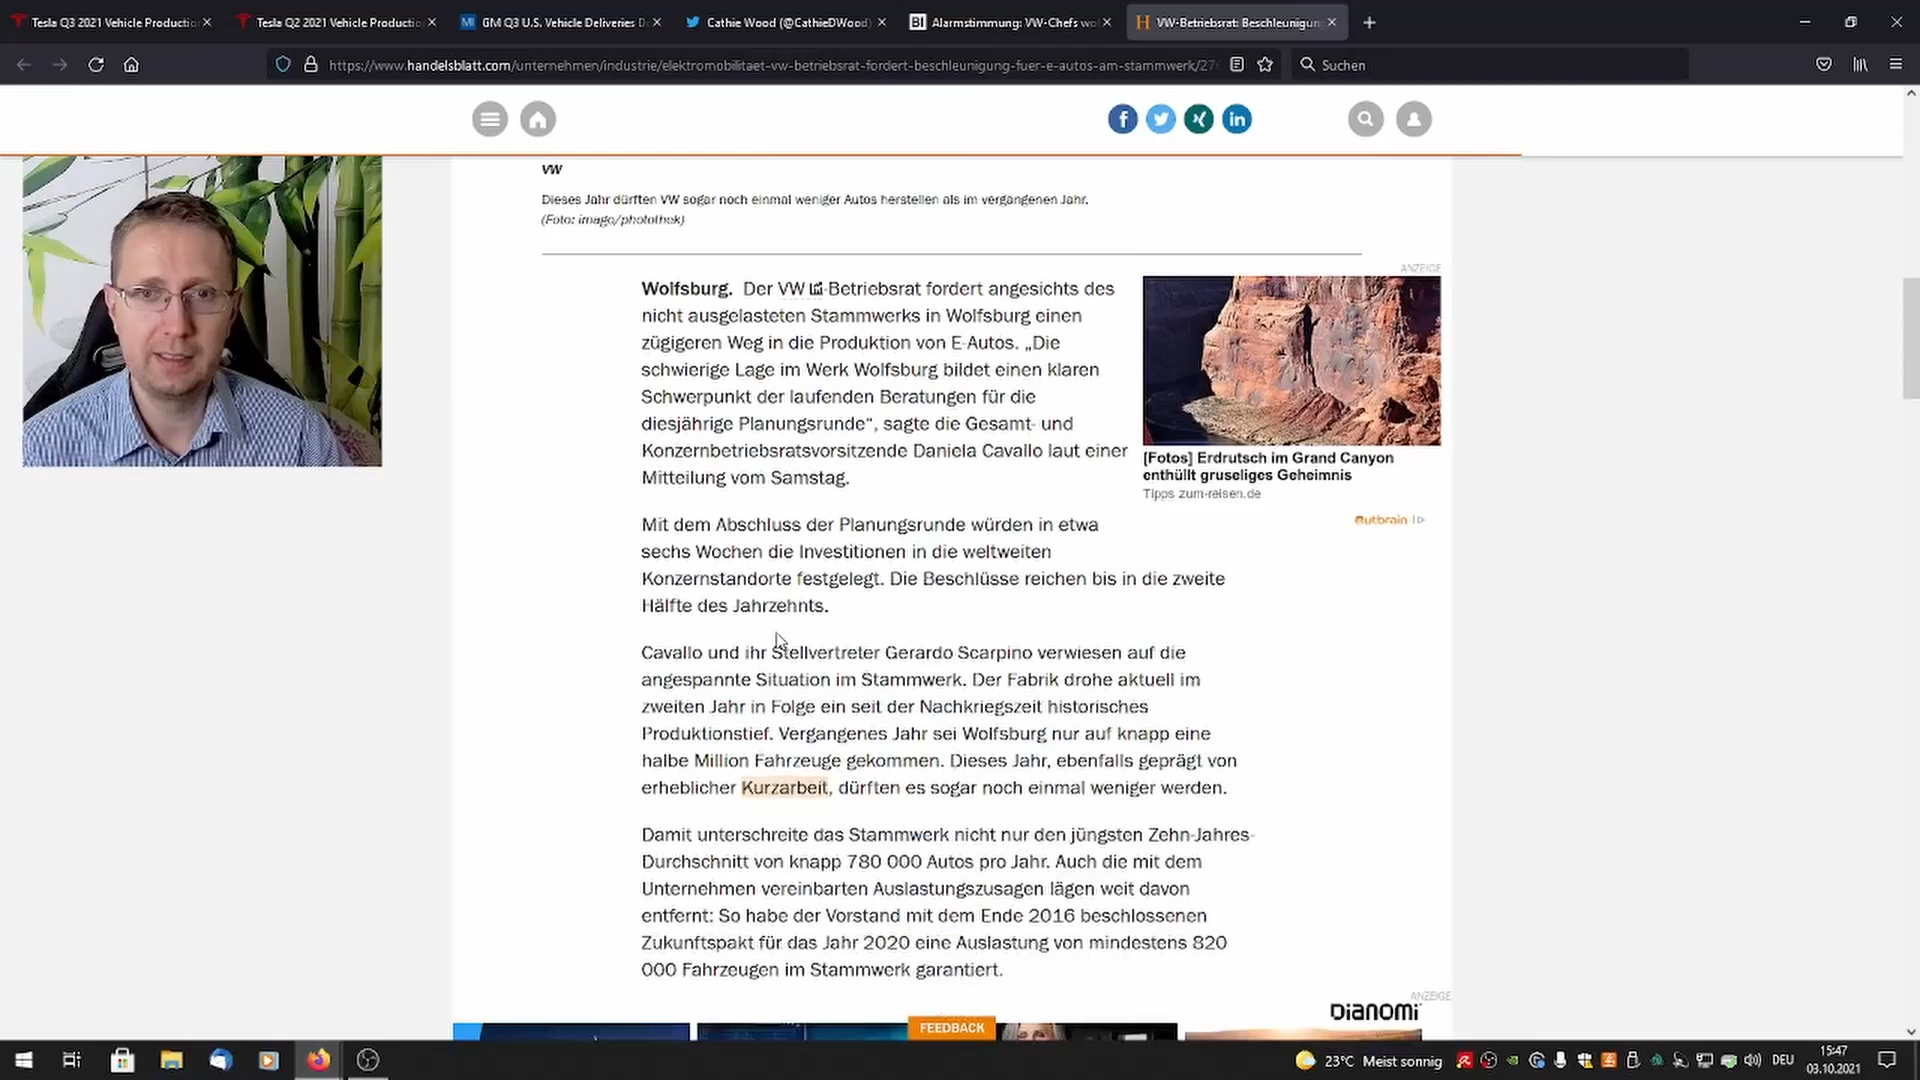 Tesla Q3 2021 Vehicle Productio
Tesla Q2 2021 Vehicle Productio
GM Q3 U.S. Vehicle Deliveries D
Cathie Wood (@CathieDWood)
BI Alarmstimmung: VW-Chefs wo
VW-Betriebsrat: Beschleunigung
https://www.handelsblatt.com/unternehmen/industrie/elektromobilitaet-vw-betriebsrat-fordert-beschleunigung-fuer-e-autos-am-stammwerk/27
Suchen
VW
Dieses Jahr dürften VW sogar noch einmal weniger Autos herstellen als im vergangenen Jahr.
(Foto: imago/photothek)
ANZEIGE
Wolfsburg. Der VW -Betriebsrat fordert angesichts des
nicht ausgelasteten Stammwerks in Wolfsburg einen
zügigeren Weg in die Produktion von E-Autos. „Die
schwierige Lage im Werk Wolfsburg bildet einen klaren
Schwerpunkt der laufenden Beratungen für die
diesjährige Planungsrunde“, sagte die Gesamt- und
Konzernbetriebsratsvorsitzende Daniela Cavallo laut einer
Mitteilung vom Samstag.
[Fotos] Erdrutsch im Grand Canyon
enthüllt gruseliges Geheimnis
Tipps zum-reisen.de
Outbrain
Mit dem Abschluss der Planungsrunde würden in etwa
sechs Wochen die Investitionen in die weltweiten
Konzernstandorte festgelegt. Die Beschlüsse reichen bis in die zweite
Hälfte des Jahrzehnts.
Cavallo und ihr Stellvertreter Gerardo Scarpino verwiesen auf die
angespannte Situation im Stammwerk. Der Fabrik drohe aktuell im
zweiten Jahr in Folge ein seit der Nachkriegszeit historisches
Produktionstief. Vergangenes Jahr sei Wolfsburg nur auf knapp eine
halbe Million Fahrzeuge gekommen. Dieses Jahr, ebenfalls geprägt von
erheblicher Kurzarbeit, dürften es sogar noch einmal weniger werden.
Damit unterschreite das Stammwerk nicht nur den jüngsten Zehn-Jahres-
Durchschnitt von knapp 780 000 Autos pro Jahr. Auch die mit dem
Unternehmen vereinbarten Auslastungszusagen lägen weit davon
entfernt: So habe der Vorstand mit dem Ende 2016 beschlossenen
Zukunftspakt für das Jahr 2020 eine Auslastung von mindestens 820
000 Fahrzeugen im Stammwerk garantiert.
ANZEIGE
DIANOMI
FEEDBACK
23°C Meist sonnig
DEU
15:47
03.10.2021